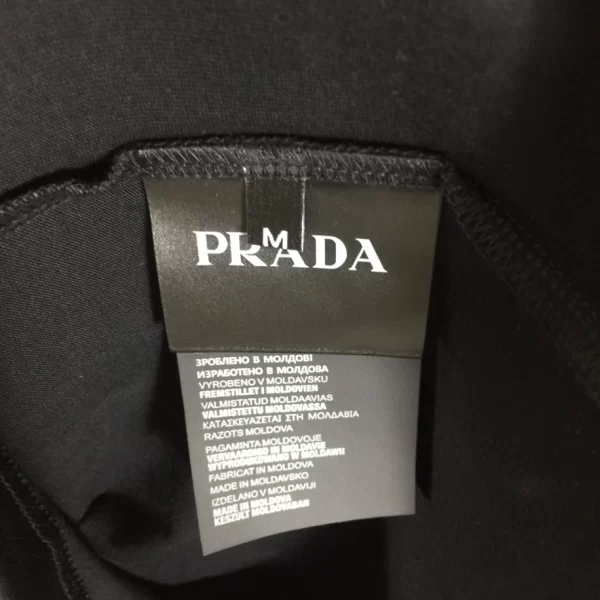 M
PRADA
ЗРОБЛЕНО В МОЛДОВІ
ИЗРАБОТЕНО В МОЛДОВА
VYROBENO V MOLDAVSKU
FREMSTILLET I MOLDOVIEN
VALMISTATUD MOLDAAVIAS
VALMISTETTU MOLDOVASSA
ΚΑΤΑΣΚΕΥΑΖΕΤΑΙ ΣΤΗ ΜΟΛΔΑΒΙΑ
RAZOTS MOLDOVA
PAGAMINTA MOLDOVOJE
VERVAARDIGD IN MOLDAVIE
WYPRODUKOWANO W MOLDAWII
FABRICAT IN MOLDOVA
MADE IN MOLDAVSKO
IZDELANO V MOLDAVIJI
MADE IN MOLDOVA
KESZULT MOLDOVABAN